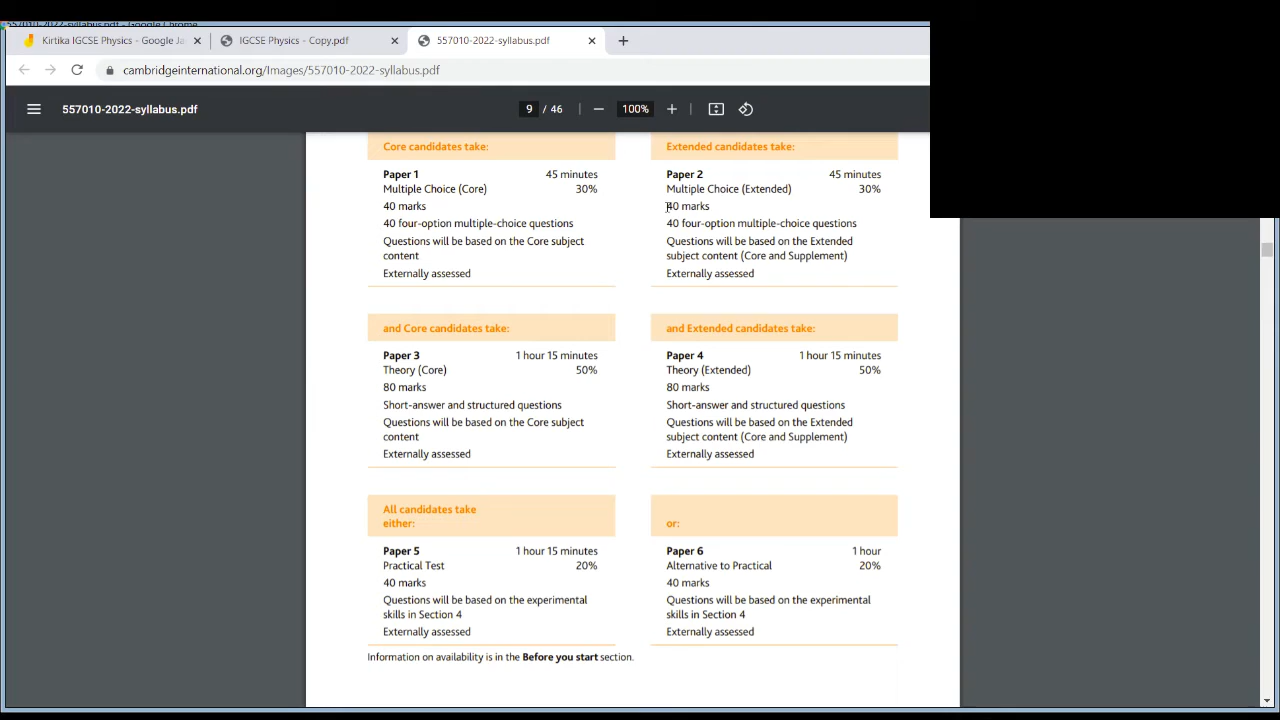 557010-2022-syllabus.pdf - Google Chrome
Kirtika IGCSE Physics - Google Ja
IGCSE Physics - Copy.pdf
557010-2022-syllabus.pdf
cambridgeinternational.org/Images/557010-2022-syllabus.pdf
557010-2022-syllabus.pdf
9 / 46
100%
Core candidates take:
Paper 1 45 minutes
Multiple Choice (Core) 30%
40 marks
40 four-option multiple-choice questions
Questions will be based on the Core subject
content
Externally assessed
Extended candidates take:
Paper 2 45 minutes
Multiple Choice (Extended) 30%
40 marks
40 four-option multiple-choice questions
Questions will be based on the Extended
subject content (Core and Supplement)
Externally assessed
and Core candidates take:
Paper 3 1 hour 15 minutes
Theory (Core) 50%
80 marks
Short-answer and structured questions
Questions will be based on the Core subject
content
Externally assessed
and Extended candidates take:
Paper 4 1 hour 15 minutes
Theory (Extended) 50%
80 marks
Short-answer and structured questions
Questions will be based on the Extended
subject content (Core and Supplement)
Externally assessed
All candidates take
either:
Paper 5 1 hour 15 minutes
Practical Test 20%
40 marks
Questions will be based on the experimental
skills in Section 4
Externally assessed
or:
Paper 6 1 hour
Alternative to Practical 20%
40 marks
Questions will be based on the experimental
skills in Section 4
Externally assessed
Information on availability is in the Before you start section.